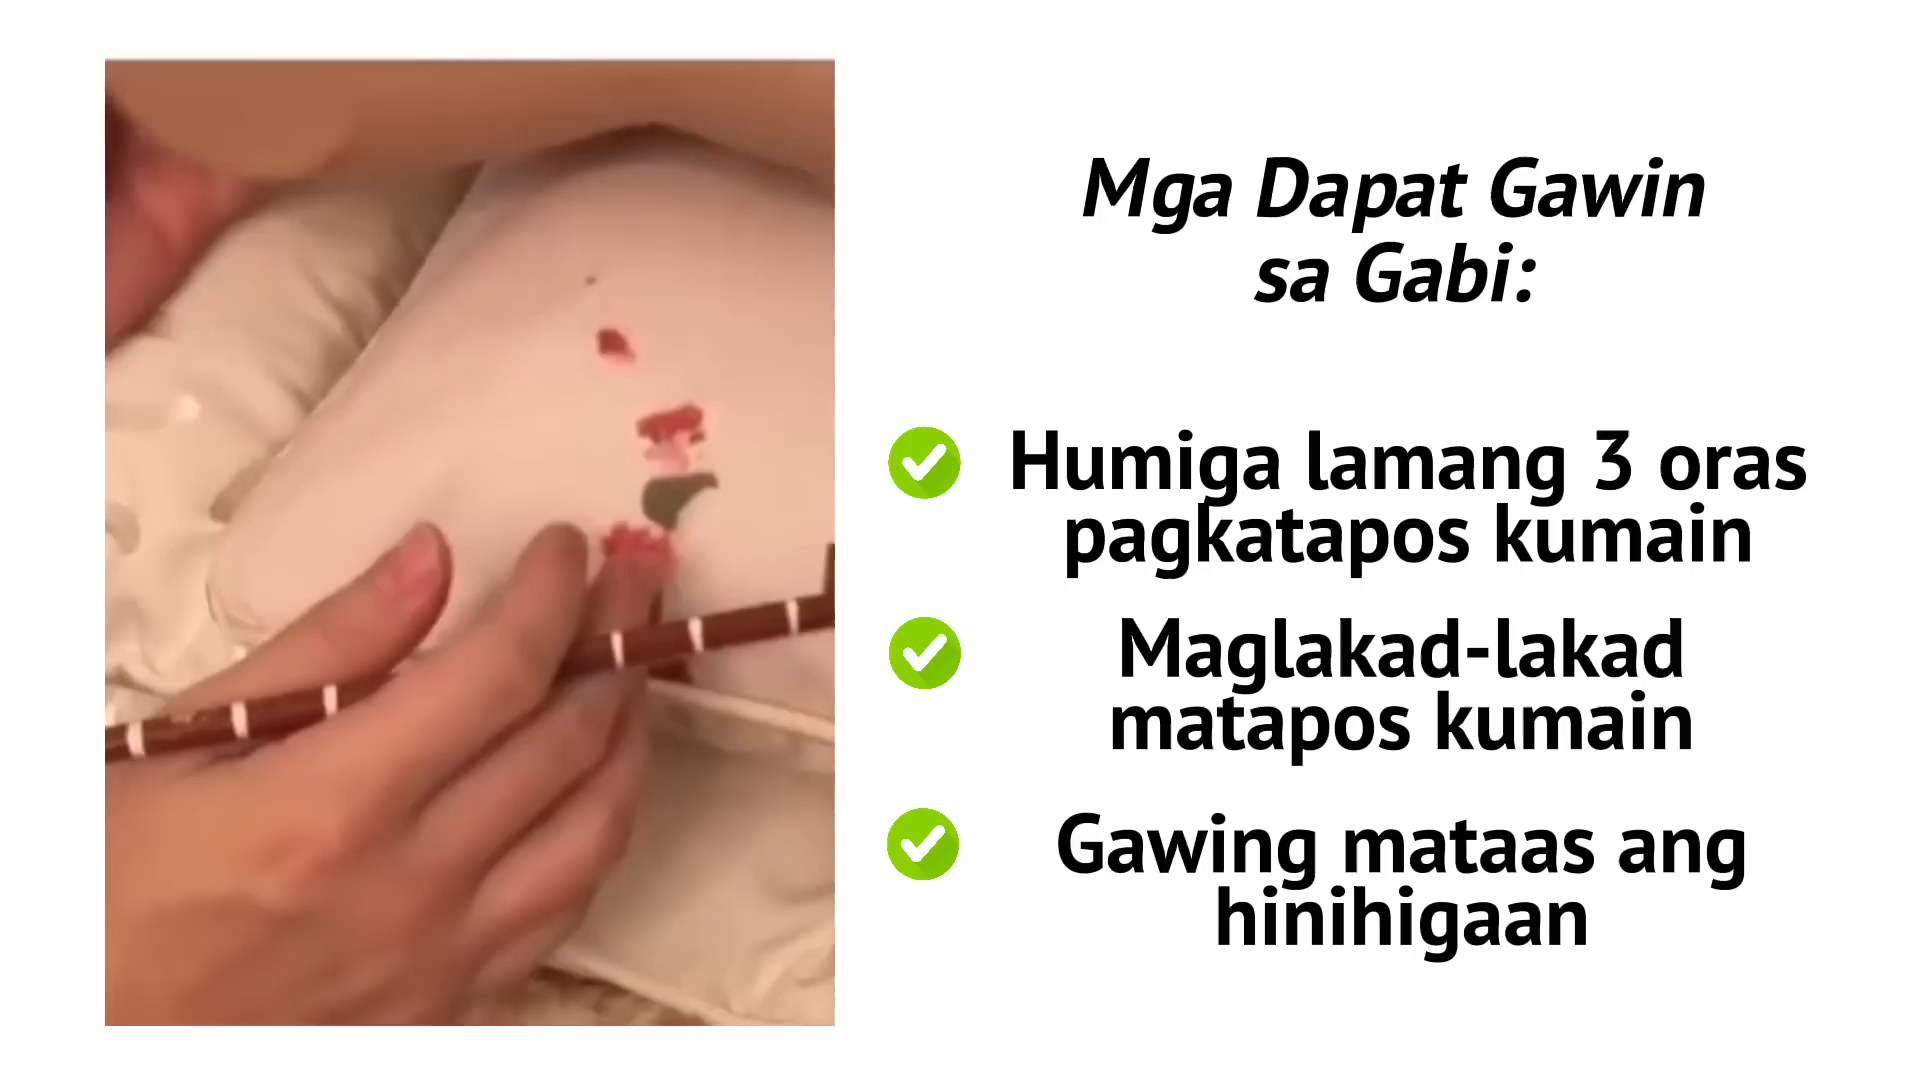 Mga Dapat Gawin
sa Gabi:
Humiga lamang 3 oras
pagkatapos kumain
Maglakad-lakad
matapos kumain
Gawing mataas ang
hinihigaan